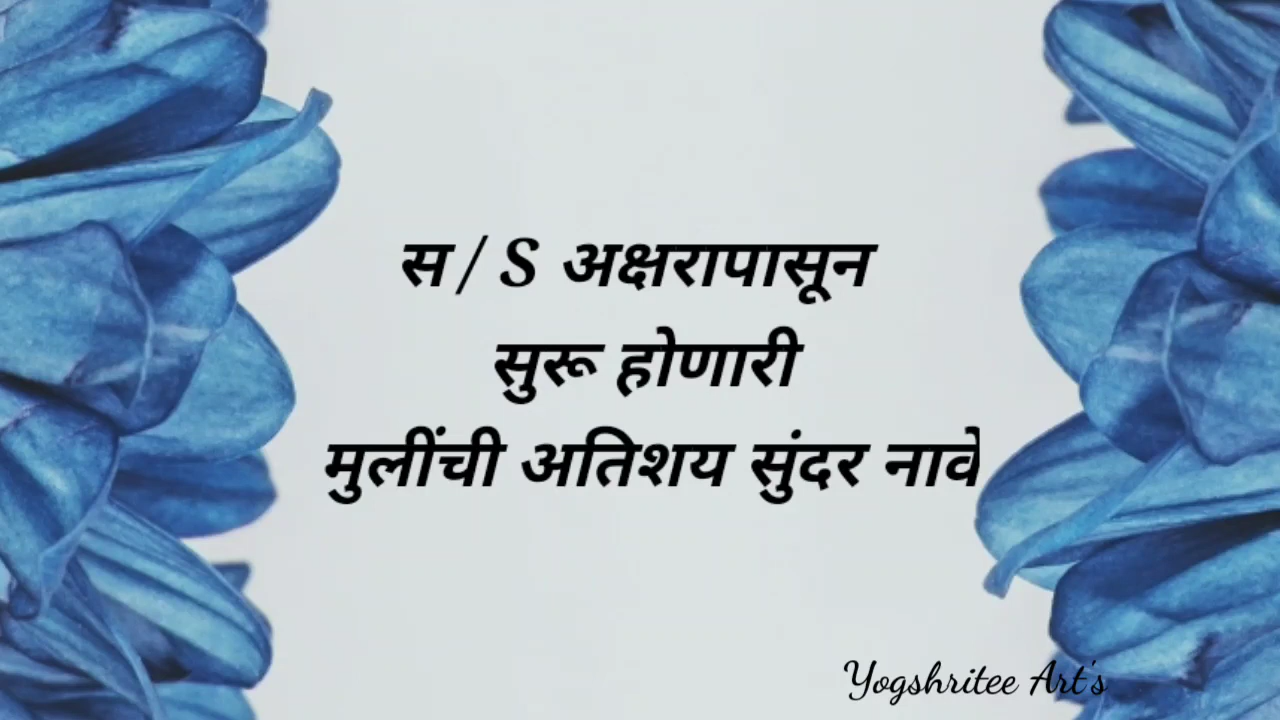 स / S अक्षरापासून
सुरू होणारी
मुलींची अतिशय सुंदर नावे
Yogshritee Art's